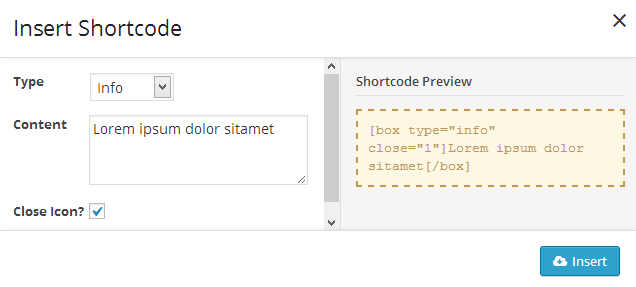 Insert Shortcode
Type
Info
Content
Lorem ipsum dolor sitamet
Close Icon?
Shortcode Preview
[box type="info"
close="1"]Lorem ipsum dolor
sitamet[/box]
Insert